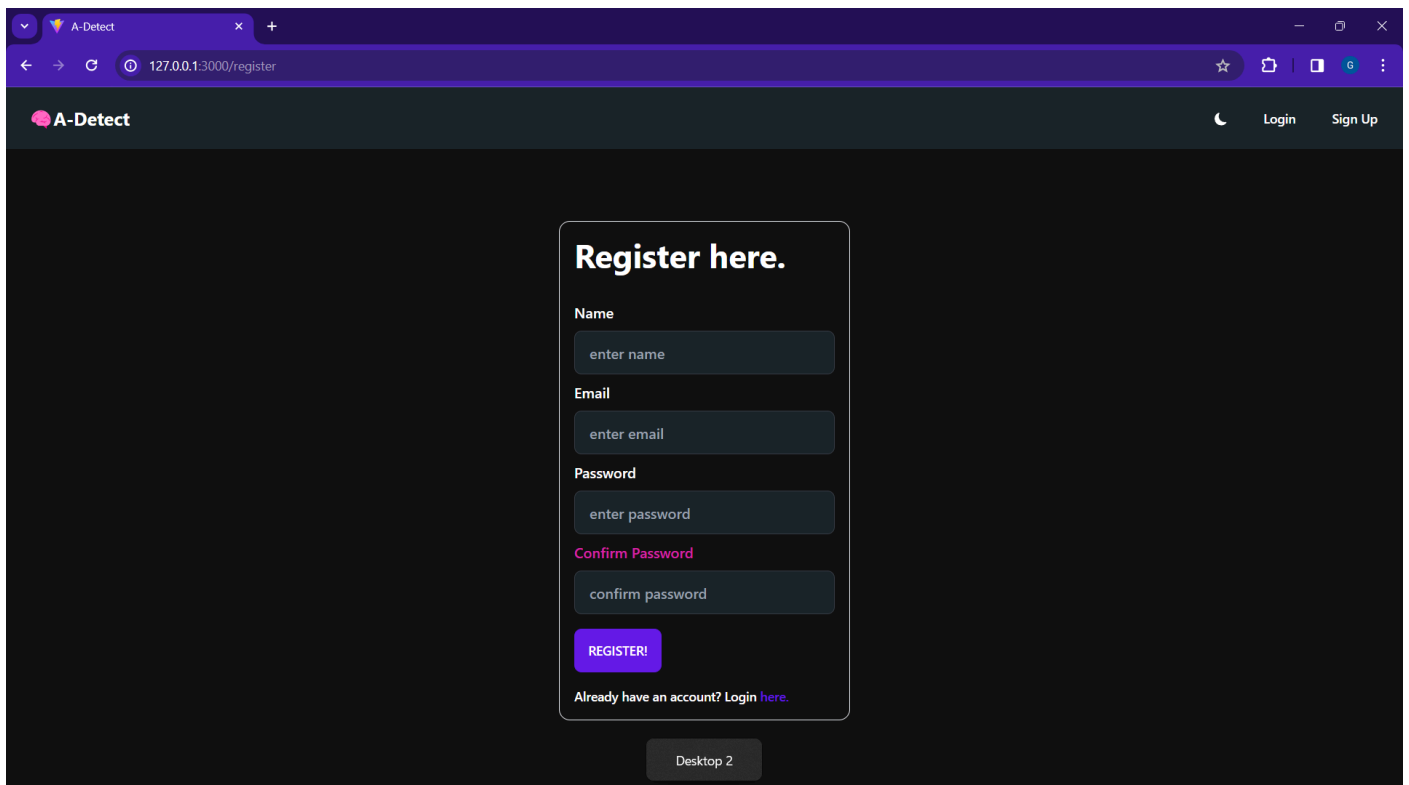 A-Detect
127.0.0.1:3000/register
G
A-Detect
Login
Sign Up
Register here.
Name
enter name
Email
enter email
Password
enter password
Confirm Password
confirm password
REGISTER!
Already have an account? Login here.
Desktop 2